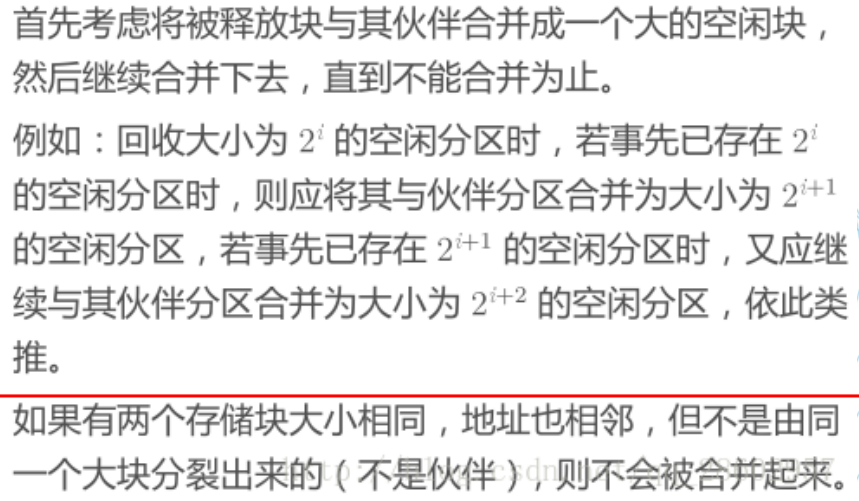 首先考虑将被释放块与其伙伴合并成一个大的空闲块，
然后继续合并下去，直到不能合并为止。
例如：回收大小为 2^i 的空闲分区时，若事先已存在 2^i
的空闲分区时，则应将其与伙伴分区合并为大小为 2^{i+1}
的空闲分区，若事先已存在 2^{i+1} 的空闲分区时，又应继
续与其伙伴分区合并为大小为 2^{i+2} 的空闲分区，依此类
推。
如果有两个存储块大小相同，地址也相邻，但不是由同
一个大块分裂出来的（不是伙伴），则不会被合并起来。